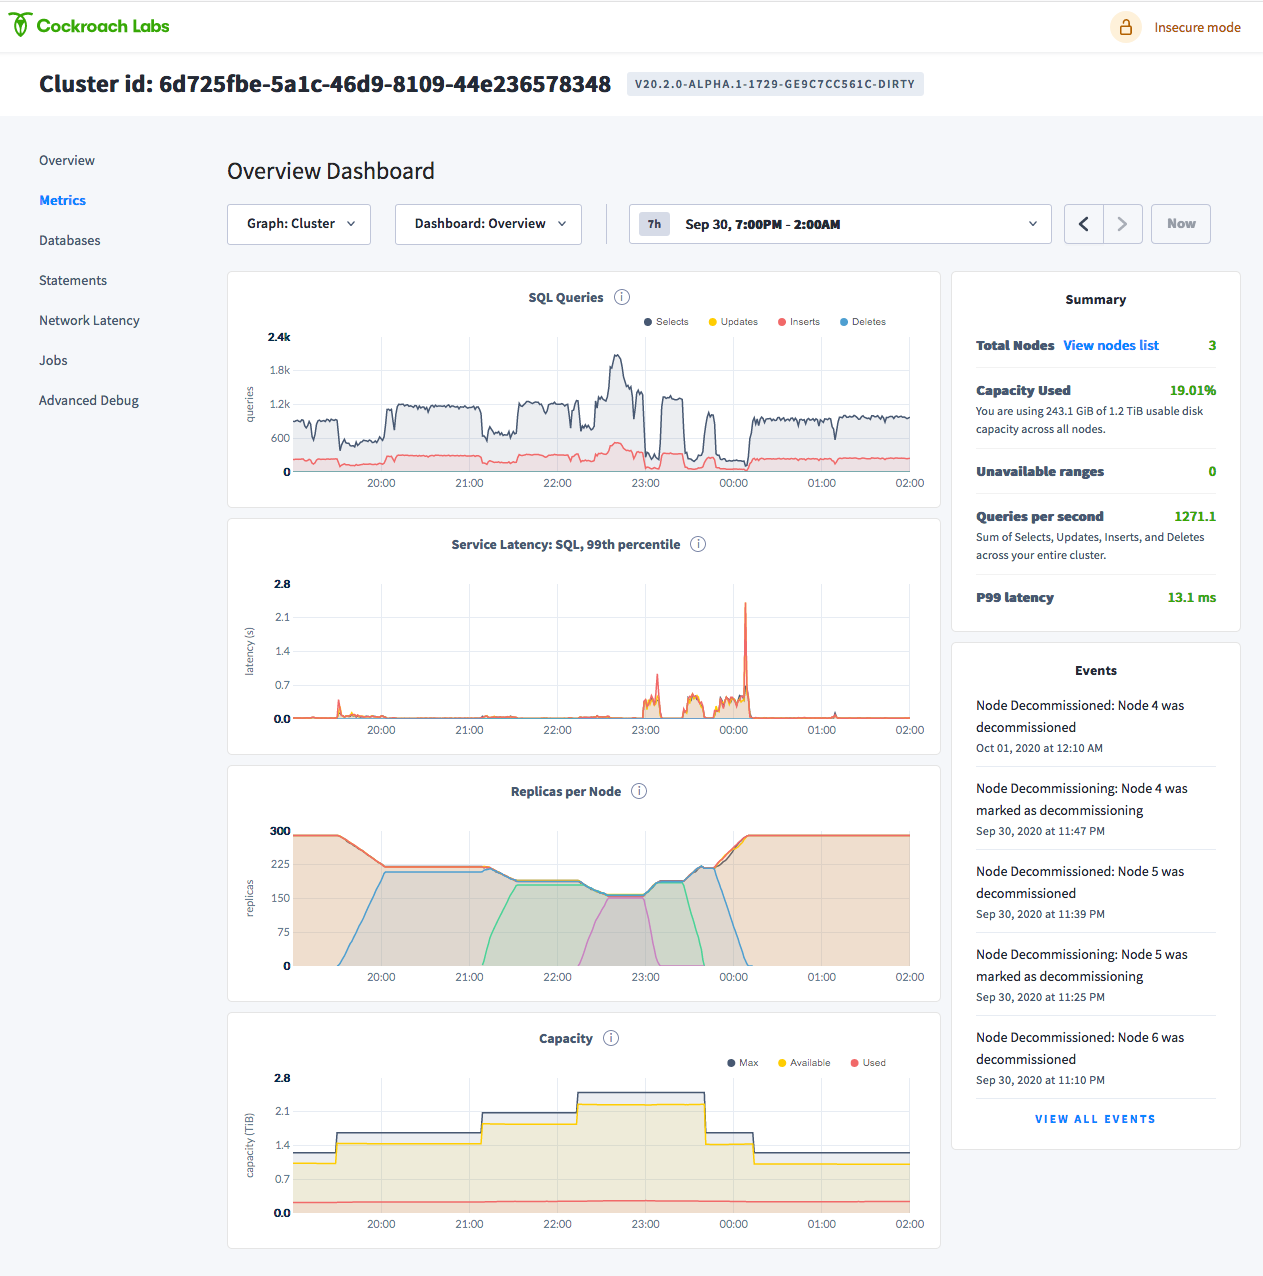 Cockroach Labs
Insecure mode
Cluster id: 6d725fbe-5a1c-46d9-8109-44e236578348
V20.2.0-ALPHA.1-1729-GE9C7CC561C-DIRTY
Overview
Metrics
Databases
Statements
Network Latency
Jobs
Advanced Debug
Overview Dashboard
Graph: Cluster
Dashboard: Overview
7h Sep 30, 7:00PM - 2:00AM
Now
SQL Queries
Selects Updates Inserts Deletes
queries
2.4k
1.8k
1.2k
600
0
20:00 21:00 22:00 23:00 00:00 01:00 02:00
Service Latency: SQL, 99th percentile
latency (s)
2.8
2.1
1.4
0.7
0.0
20:00 21:00 22:00 23:00 00:00 01:00 02:00
Replicas per Node
replicas
300
225
150
75
0
20:00 21:00 22:00 23:00 00:00 01:00 02:00
Capacity
Max Available Used
capacity (TiB)
2.8
2.1
1.4
0.7
0.0
20:00 21:00 22:00 23:00 00:00 01:00 02:00
Summary
Total Nodes View nodes list 3
Capacity Used 19.01%
You are using 243.1 GiB of 1.2 TiB usable disk
capacity across all nodes.
Unavailable ranges 0
Queries per second 1271.1
Sum of Selects, Updates, Inserts, and Deletes
across your entire cluster.
P99 latency 13.1 ms
Events
Node Decommissioned: Node 4 was
decommissioned
Oct 01, 2020 at 12:10 AM
Node Decommissioning: Node 4 was
marked as decommissioning
Sep 30, 2020 at 11:47 PM
Node Decommissioned: Node 5 was
decommissioned
Sep 30, 2020 at 11:39 PM
Node Decommissioning: Node 5 was
marked as decommissioning
Sep 30, 2020 at 11:25 PM
Node Decommissioned: Node 6 was
decommissioned
Sep 30, 2020 at 11:10 PM
VIEW ALL EVENTS